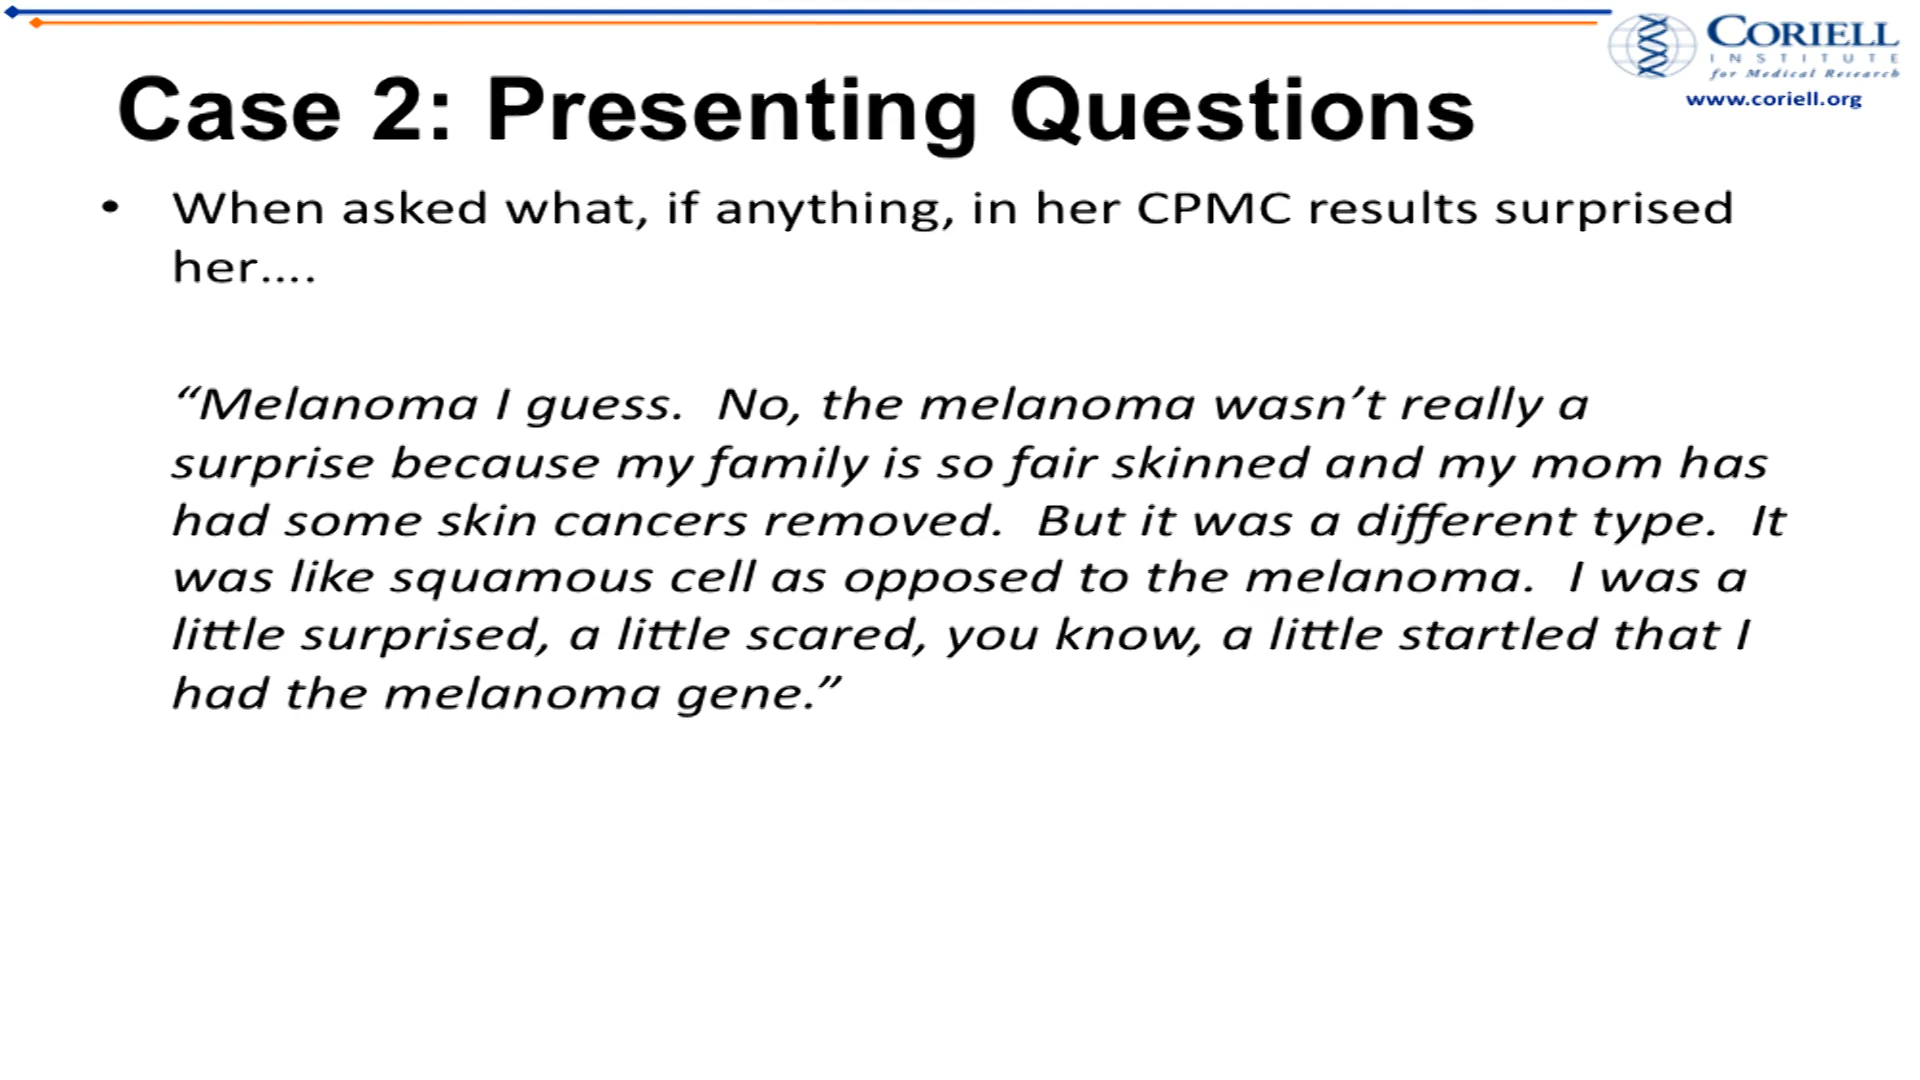 CORIELL
INSTITUTE
for Medical Research
www.coriell.org
Case 2: Presenting Questions
• When asked what, if anything, in her CPMC results surprised
her....
“Melanoma I guess.  No, the melanoma wasn’t really a
surprise because my family is so fair skinned and my mom has
had some skin cancers removed.  But it was a different type.  It
was like squamous cell as opposed to the melanoma.  I was a
little surprised, a little scared, you know, a little startled that I
had the melanoma gene.”